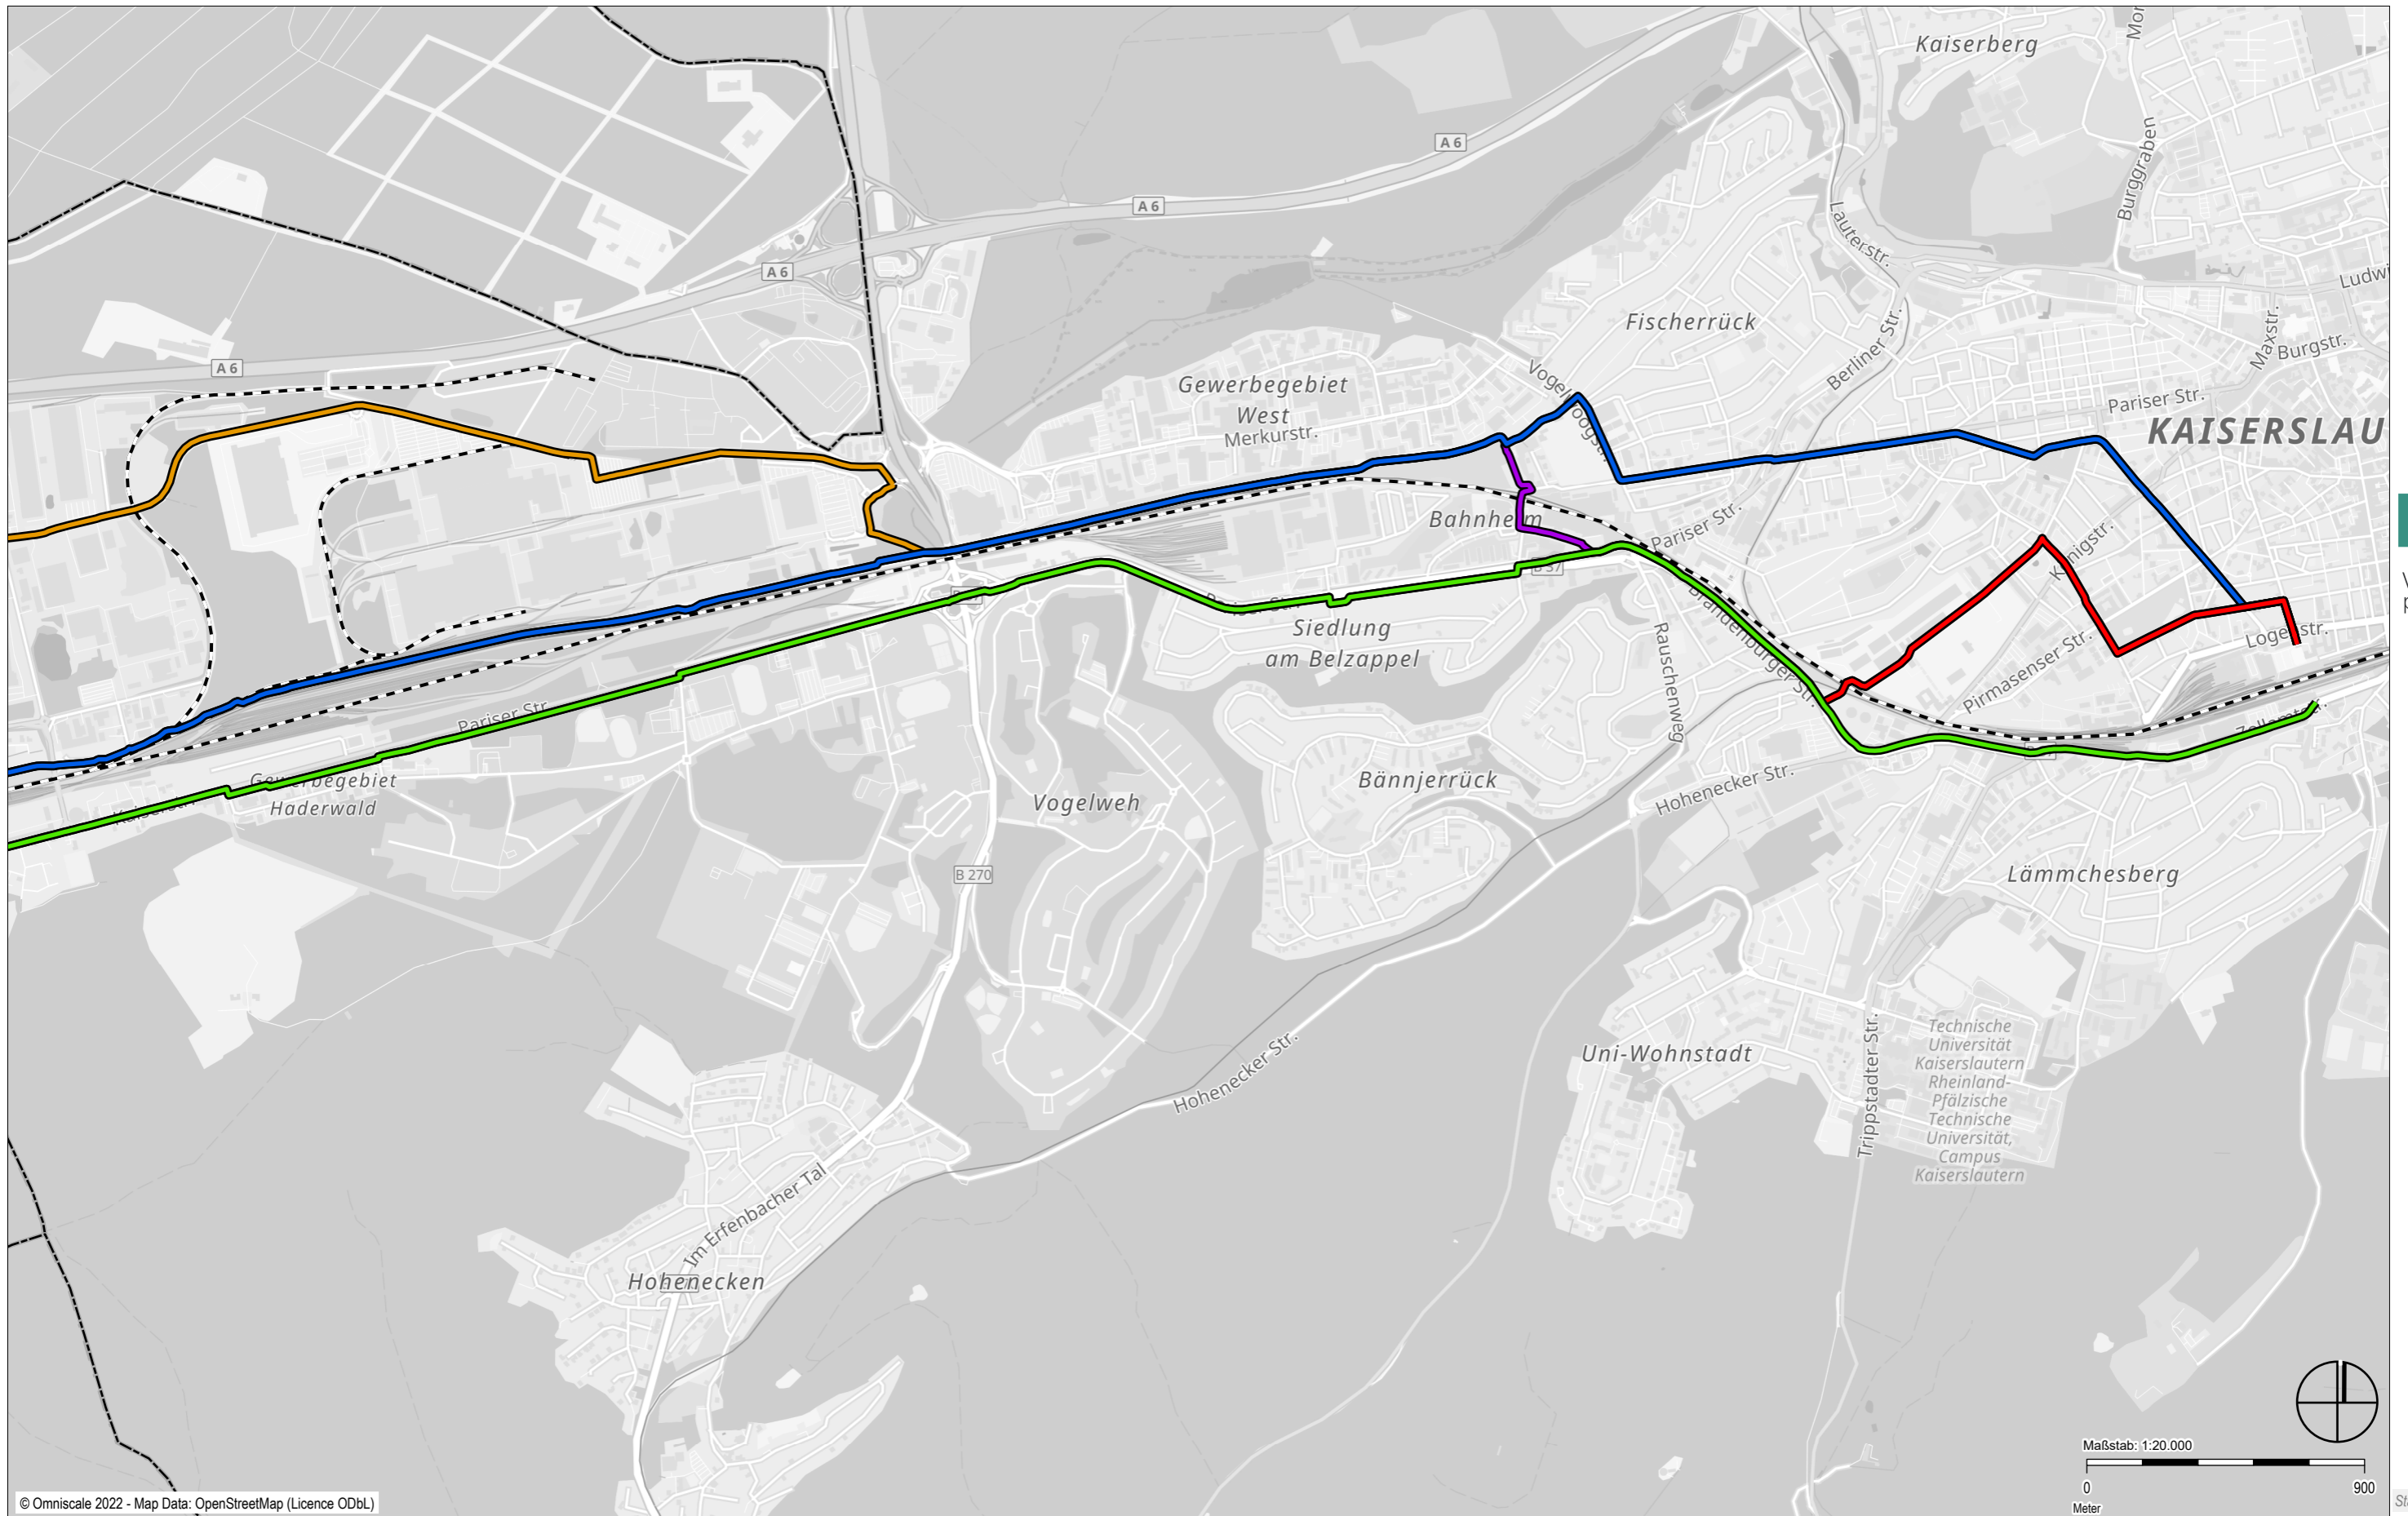 Kaiserberg
A 6
A 6
A 6
A 6
Burggraben
Lauterstr.
Fischerrück
Berliner Str.
Maxstr.
Burgstr.
Gewerbegebiet
West
Merkurstr.
Pariser Str.
KAISERSLAU
Bahnheim
Pariser Str.
Königstr.
Siedlung
am Belzappel
Brandenburger Str.
Rauschenweg
Pirmasenser Str.
Logenstr.
Pariser Str.
Zollamtstr.
Gewerbegebiet
Haderwald
Kaiserstr.
Vogelweh
Bännjerrück
Hohenecker Str.
B 270
Lämmchesberg
Uni-Wohnstadt
Technische
Universität
Kaiserslautern
Rheinland-
Pfälzische
Technische
Universität,
Campus
Kaiserslautern
Trippstadter Str.
Hohenecker Str.
Im Erfenbacher Tal
Hohenecken
Maßstab: 1:20.000
0
900
Meter
© Omniscale 2022 - Map Data: OpenStreetMap (Licence ODbL)